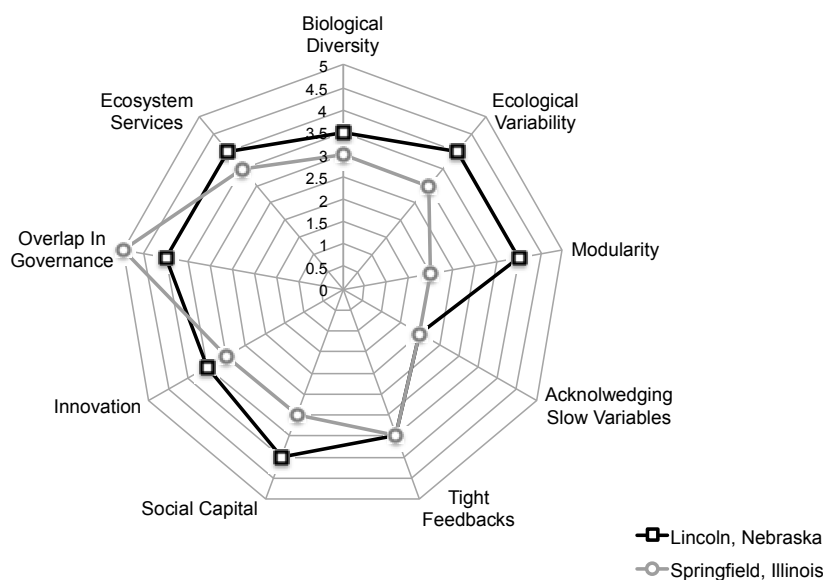 Biological
Diversity
Ecological
Variability
Modularity
Acknolwedging
Slow Variables
Tight
Feedbacks
Social Capital
Innovation
Overlap In
Governance
Ecosystem
Services
5
4.5
4
3.5
3
2.5
2
1.5
1
0.5
0
Lincoln, Nebraska
Springfield, Illinois